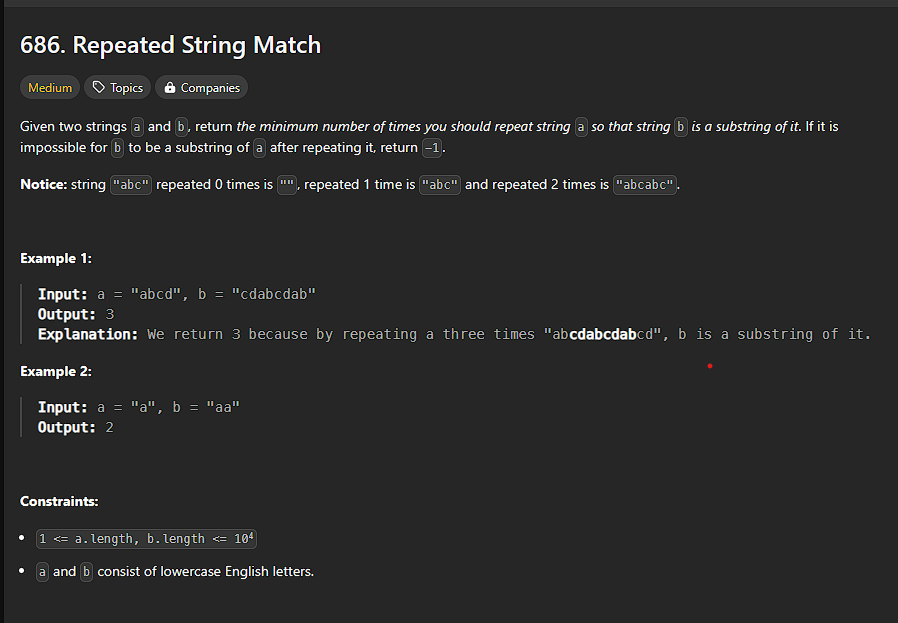 686. Repeated String Match
Medium Topics Companies
Given two strings a and b, return the minimum number of times you should repeat string a so that string b is a substring of it. If it is
impossible for b to be a substring of a after repeating it, return -1.
Notice: string "abc" repeated 0 times is "", repeated 1 time is "abc" and repeated 2 times is "abcabc".
Example 1:
Input: a = "abcd", b = "cdabcdab"
Output: 3
Explanation: We return 3 because by repeating a three times "abcdabcdabcd", b is a substring of it.
Example 2:
Input: a = "a", b = "aa"
Output: 2
Constraints:
• 1 <= a.length, b.length <= 10⁴
• a and b consist of lowercase English letters.